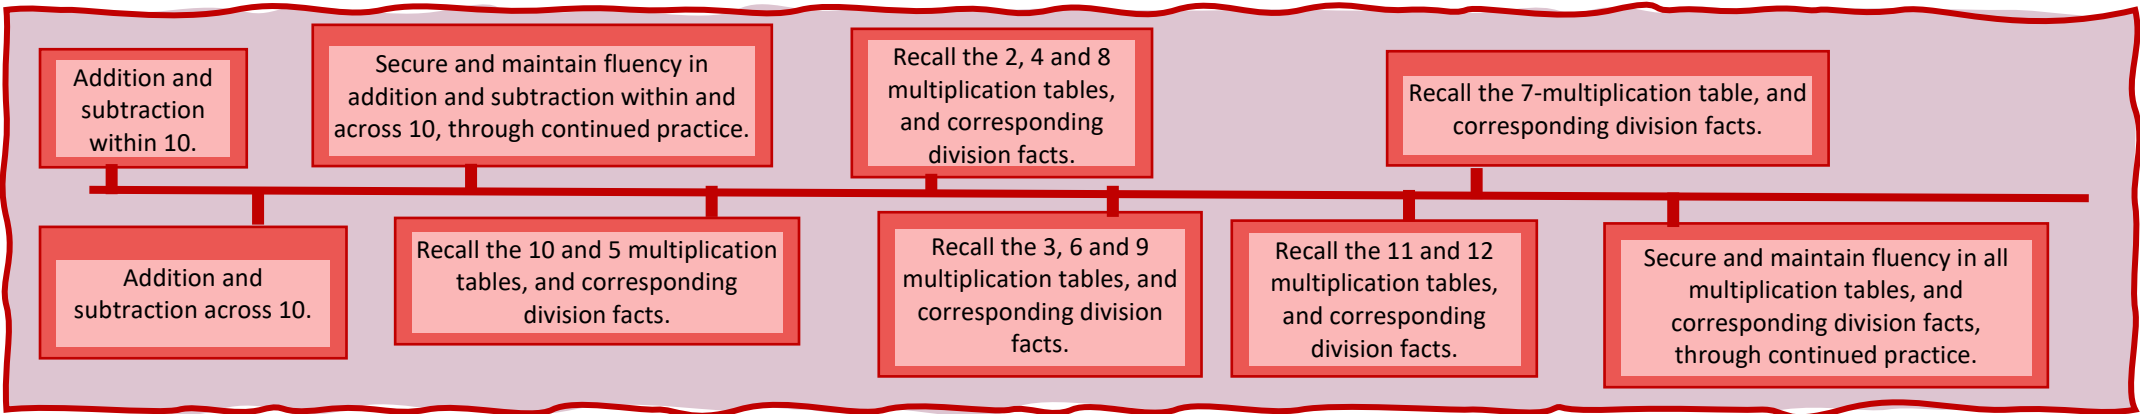 Addition and
subtraction
within 10.
Addition and
subtraction across 10.
Secure and maintain fluency in
addition and subtraction within and
across 10, through continued practice.
Recall the 10 and 5 multiplication
tables, and corresponding
division facts.
Recall the 2, 4 and 8
multiplication tables,
and corresponding
division facts.
Recall the 3, 6 and 9
multiplication tables, and
corresponding division
facts.
Recall the 11 and 12
multiplication tables,
and corresponding
division facts.
Recall the 7-multiplication table, and
corresponding division facts.
Secure and maintain fluency in all
multiplication tables, and
corresponding division facts,
through continued practice.